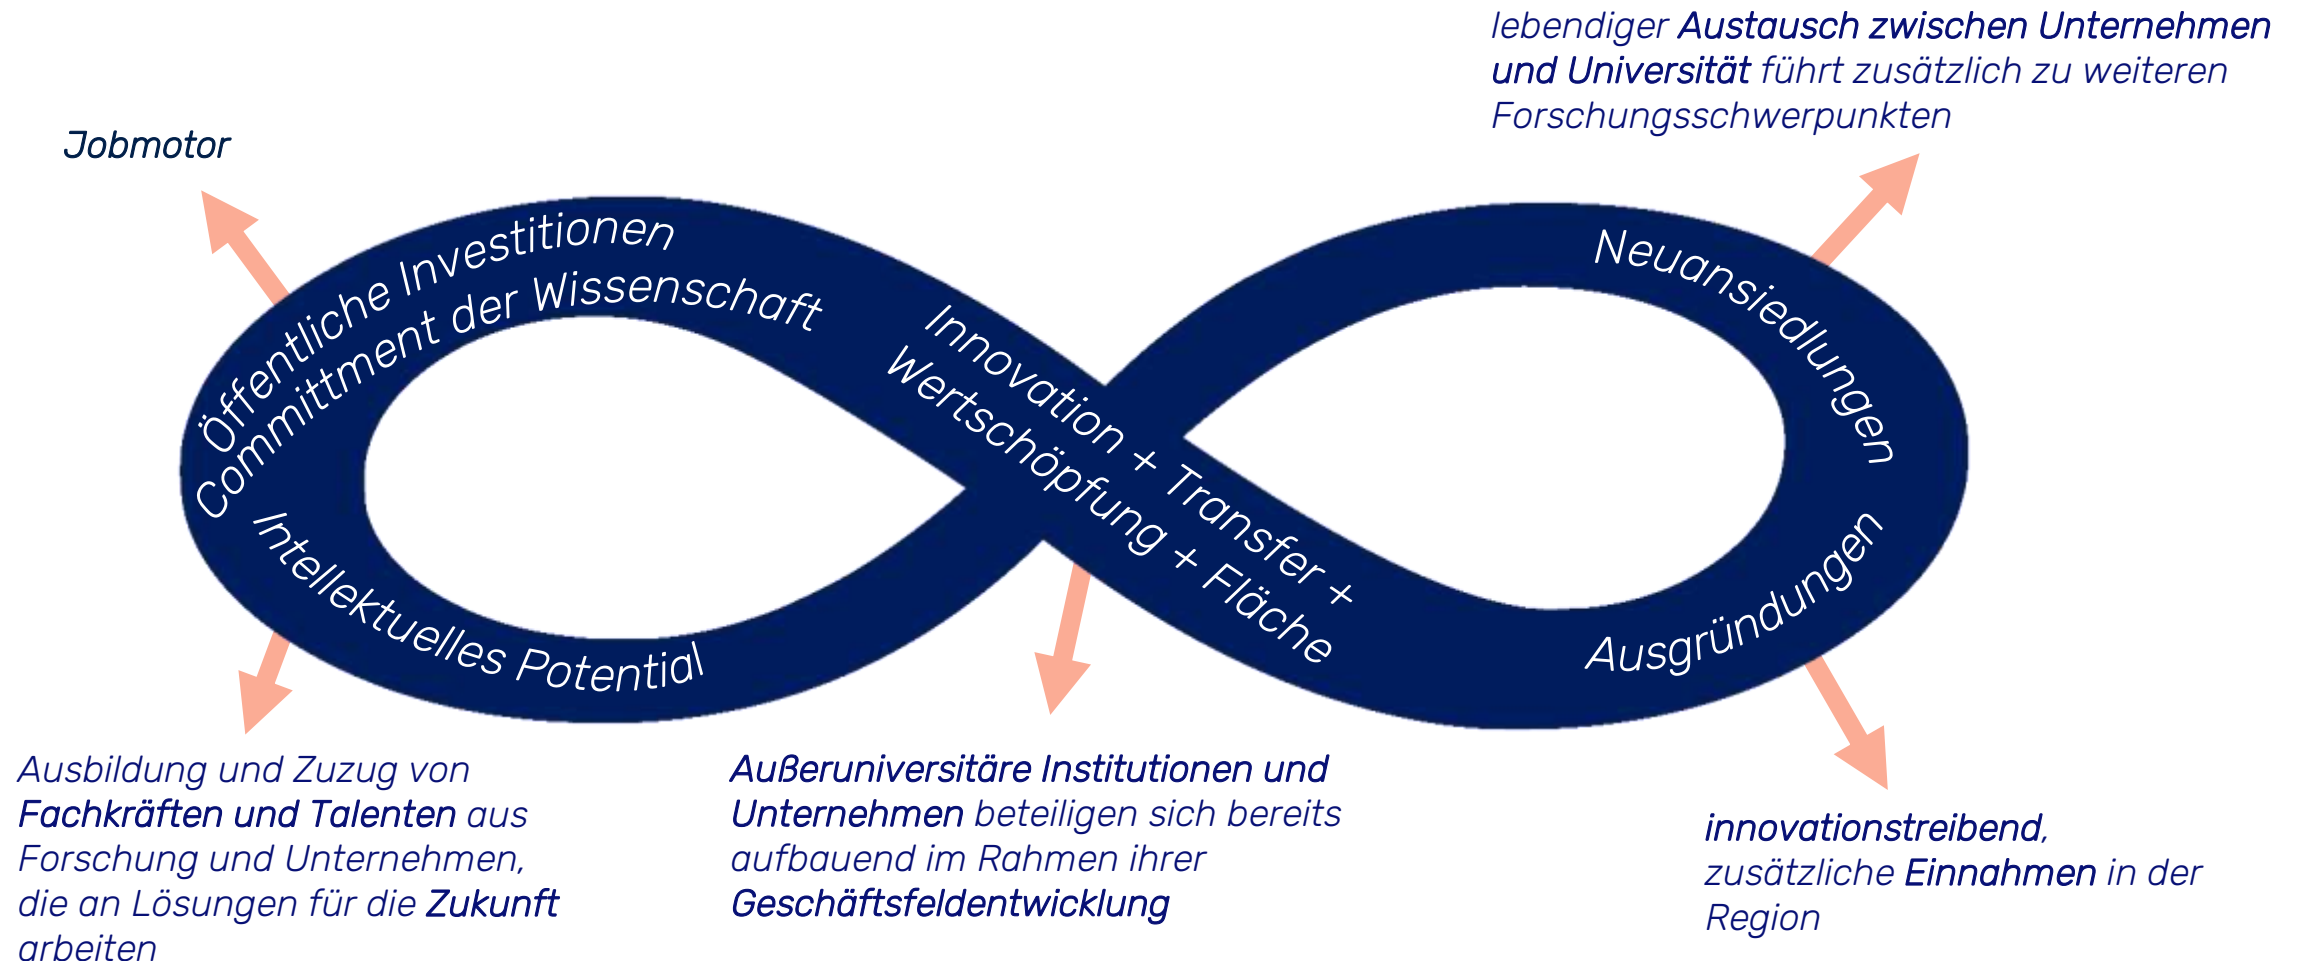 lebendiger Austausch zwischen Unternehmen
und Universität führt zusätzlich zu weiteren
Forschungsschwerpunkten
Jobmotor
Öffentliche Investitionen
Committment der Wissenschaft
Innovation + Transfer +
Wertschöpfung + Fläche
Neuansiedlungen
Intellektuelles Potential
Ausgründungen
Ausbildung und Zuzug von
Fachkräften und Talenten aus
Forschung und Unternehmen,
die an Lösungen für die Zukunft
arbeiten
Außeruniversitäre Institutionen und
Unternehmen beteiligen sich bereits
aufbauend im Rahmen ihrer
Geschäftsfeldentwicklung
innovationstreibend,
zusätzliche Einnahmen in der
Region